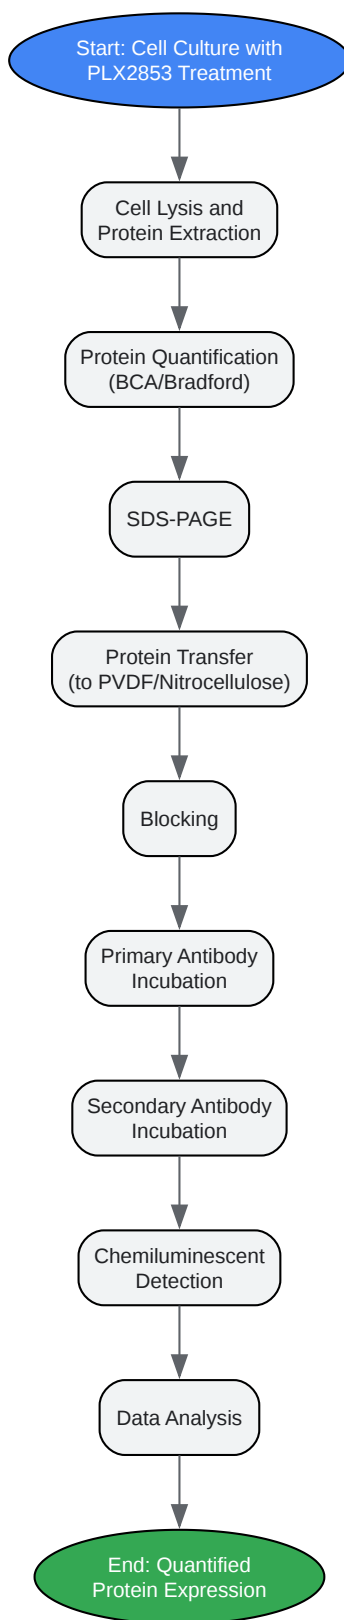 Start: Cell Culture with
PLX2853 Treatment
Cell Lysis and
Protein Extraction
Protein Quantification
(BCA/Bradford)
SDS-PAGE
Protein Transfer
(to PVDF/Nitrocellulose)
Blocking
Primary Antibody
Incubation
Secondary Antibody
Incubation
Chemiluminescent
Detection
Data Analysis
End: Quantified
Protein Expression